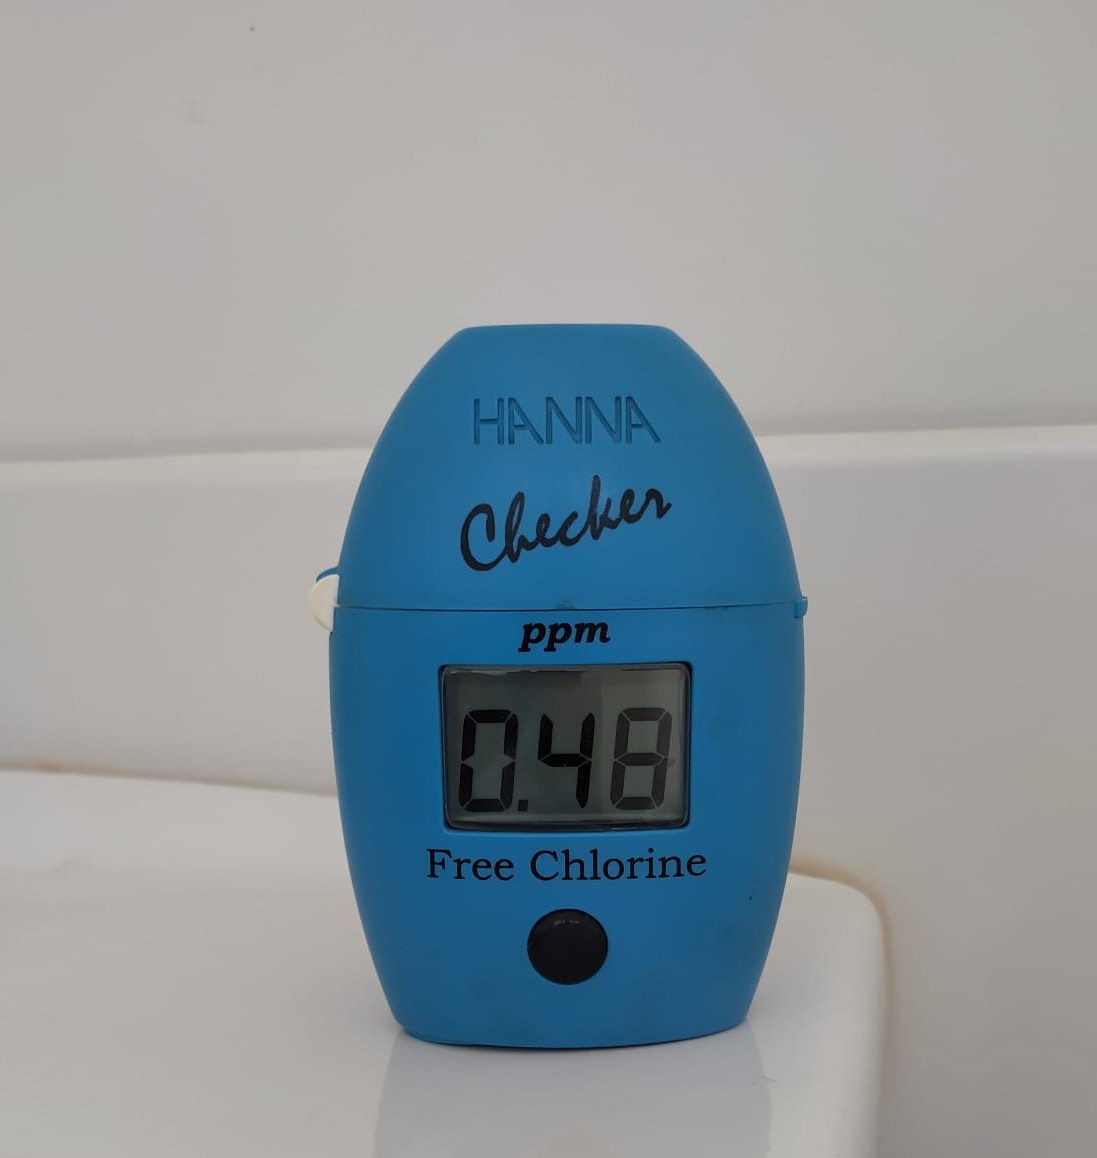 HANNA
Checker
ppm
0.48
Free Chlorine